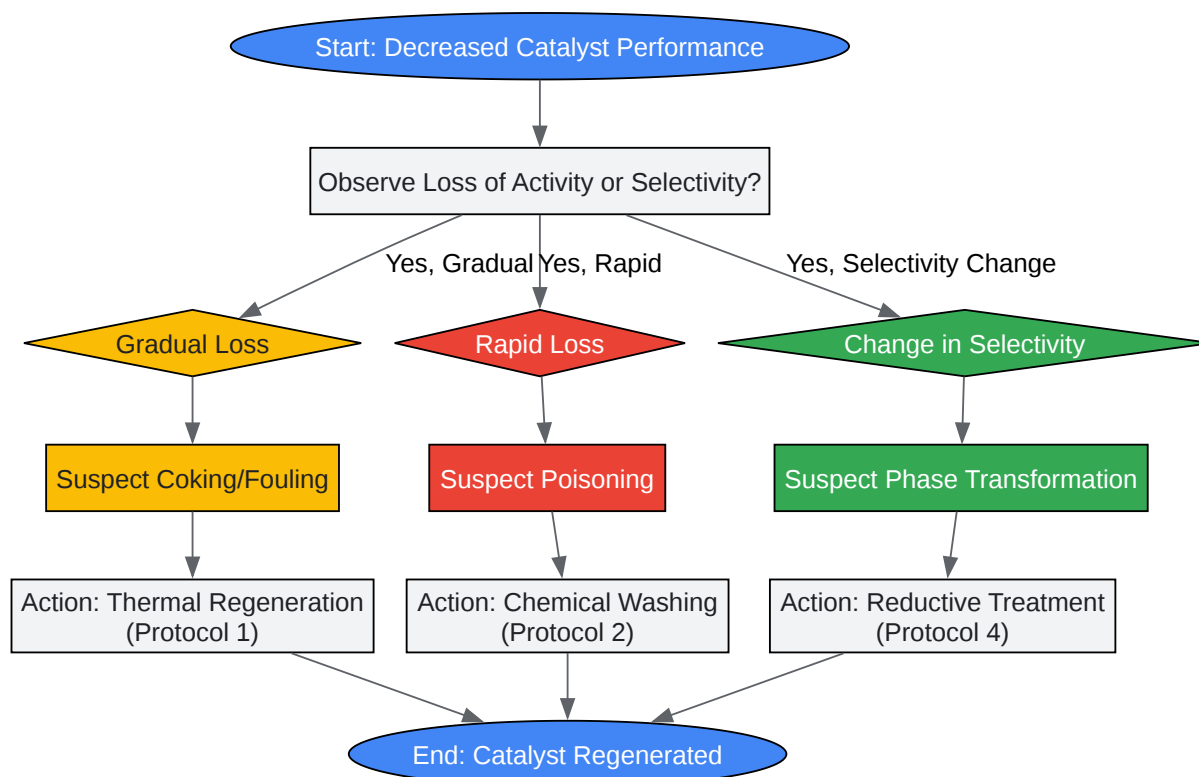 Start: Decreased Catalyst Performance
Observe Loss of Activity or Selectivity?
Yes, Gradual
Yes, Rapid
Yes, Selectivity Change
Gradual Loss
Rapid Loss
Change in Selectivity
Suspect Coking/Fouling
Suspect Poisoning
Suspect Phase Transformation
Action: Thermal Regeneration
(Protocol 1)
Action: Chemical Washing
(Protocol 2)
Action: Reductive Treatment
(Protocol 4)
End: Catalyst Regenerated